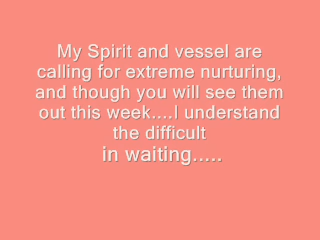 My Spirit and vessel are
calling for extreme nurturing,
and though you will see them
out this week....I understand
the difficult
in waiting.....